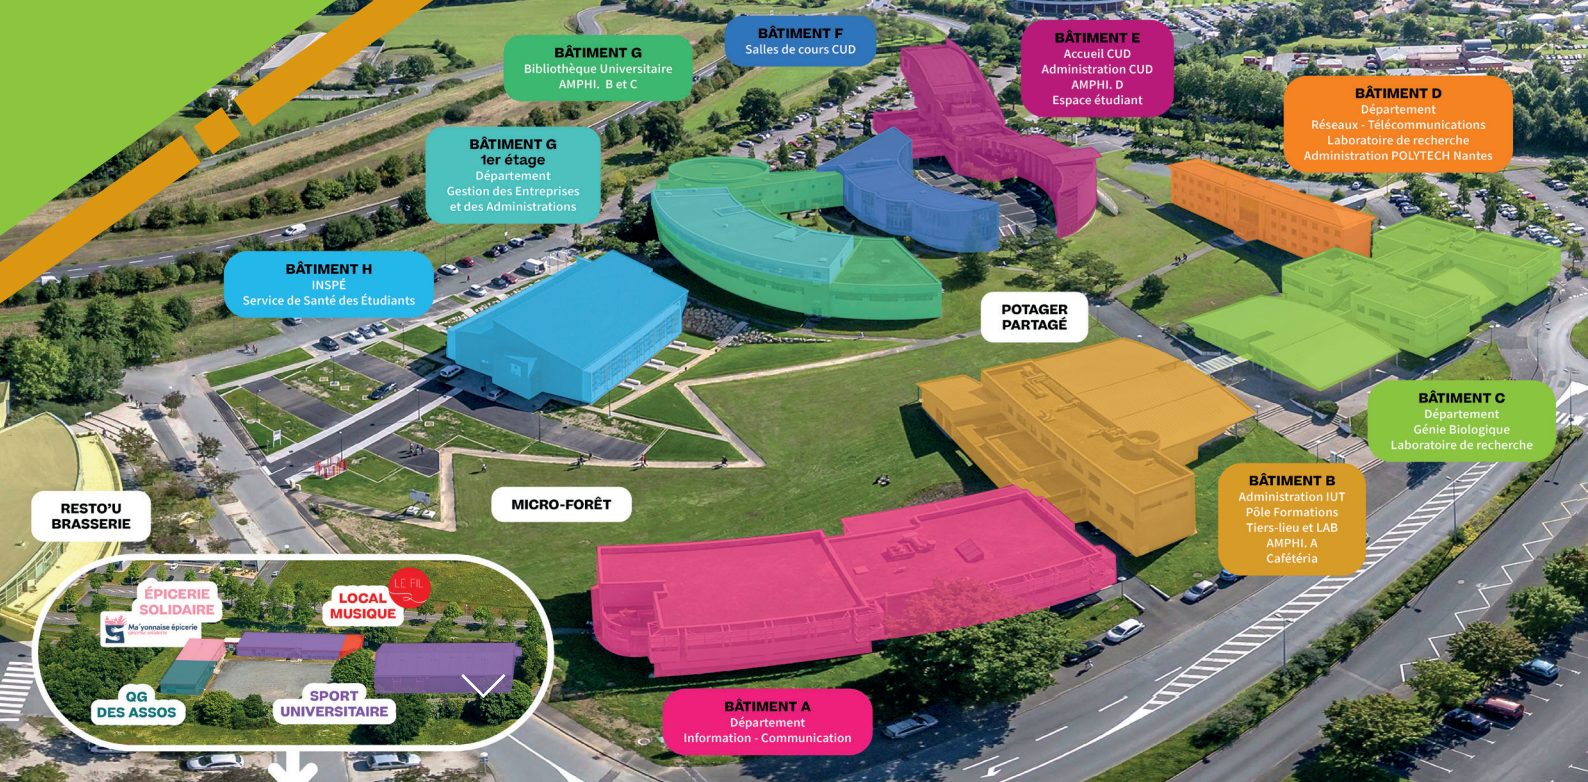 BÂTIMENT F
Salles de cours CUD
BÂTIMENT E
Accueil CUD
Administration CUD
AMPHI. D
Espace étudiant
BÂTIMENT G
Bibliothèque Universitaire
AMPHI. B et C
BÂTIMENT D
Département
Réseaux - Télécommunications
Laboratoire de recherche
Administration POLYTECH Nantes
BÂTIMENT G
1er étage
Département
Gestion des Entreprises
et des Administrations
BÂTIMENT H
INSPÉ
Service de Santé des Étudiants
POTAGER
PARTAGÉ
BÂTIMENT C
Département
Génie Biologique
Laboratoire de recherche
BÂTIMENT B
Administration IUT
Pôle Formations
Tiers-lieu et LAB
AMPHI. A
Cafétéria
RESTO'U
BRASSERIE
MICRO-FORÊT
ÉPICERIE
SOLIDAIRE
Ma'yonnaise épicerie
épicerie solidaire
LOCAL
MUSIQUE
LE FIL
QG
DES ASSOS
SPORT
UNIVERSITAIRE
BÂTIMENT A
Département
Information - Communication